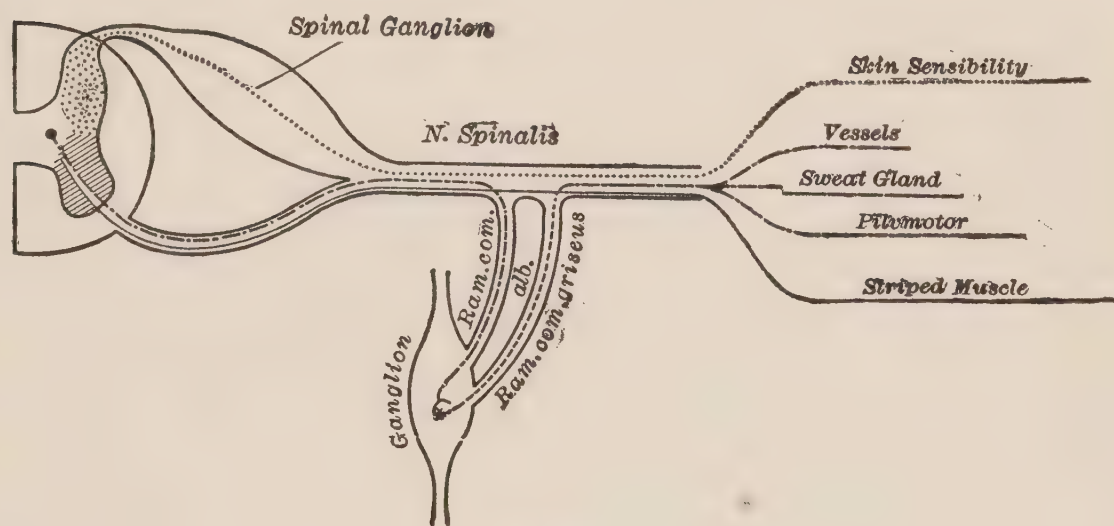 Spinal Ganglion
N. Spinalis
Skin Sensibility
Vessels
Sweat Gland
Pilomotor
Striped Muscle
Ram. com.
alb.
Ram. com. griseus
Ganglion